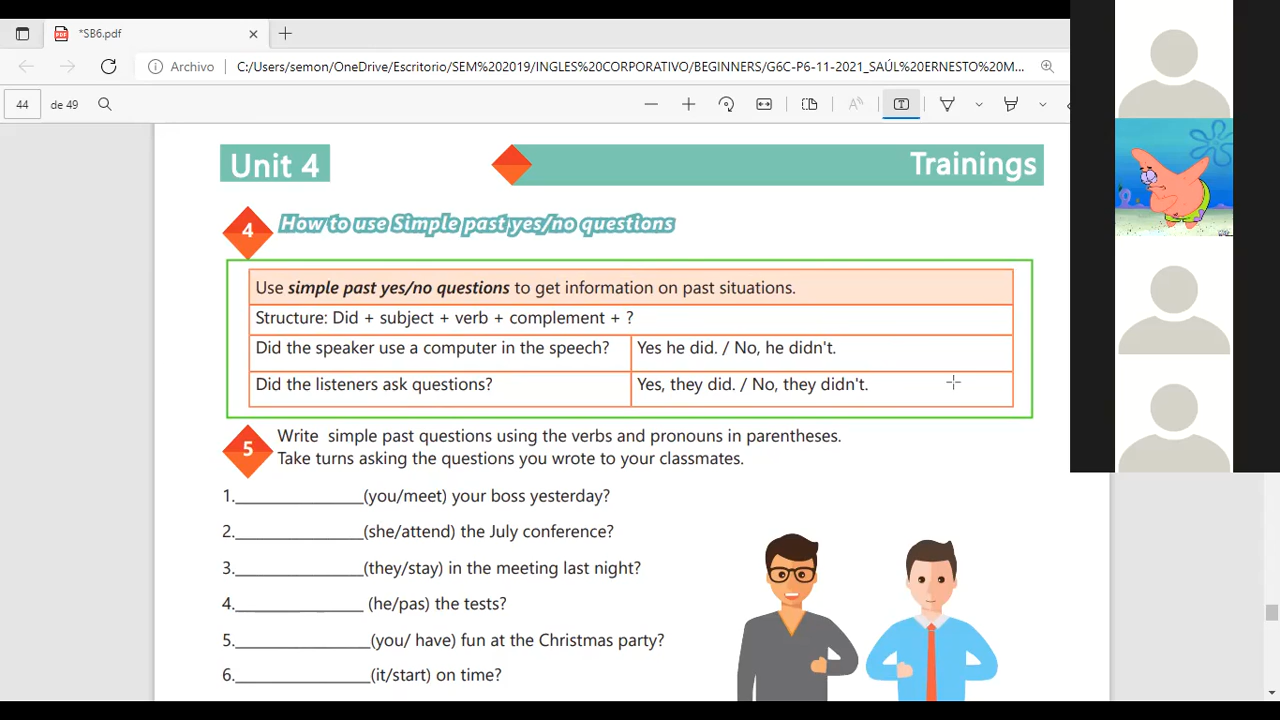 *SB6.pdf
Archivo
C:/Users/semon/OneDrive/Escritorio/SEM%202019/INGLES%20CORPORATIVO/BEGINNERS/G6C-P6-11-2021_SAÚL%20ERNESTO%20M...
44 de 49
Unit 4
Trainings
4 How to use Simple past yes/no questions
Use simple past yes/no questions to get information on past situations.
Structure: Did + subject + verb + complement + ?
Did the speaker use a computer in the speech? Yes he did. / No, he didn't.
Did the listeners ask questions? Yes, they did. / No, they didn't.
5 Write simple past questions using the verbs and pronouns in parentheses.
Take turns asking the questions you wrote to your classmates.
1._______________(you/meet) your boss yesterday?
2._______________(she/attend) the July conference?
3._______________(they/stay) in the meeting last night?
4._______________ (he/pas) the tests?
5.________________(you/ have) fun at the Christmas party?
6.________________(it/start) on time?